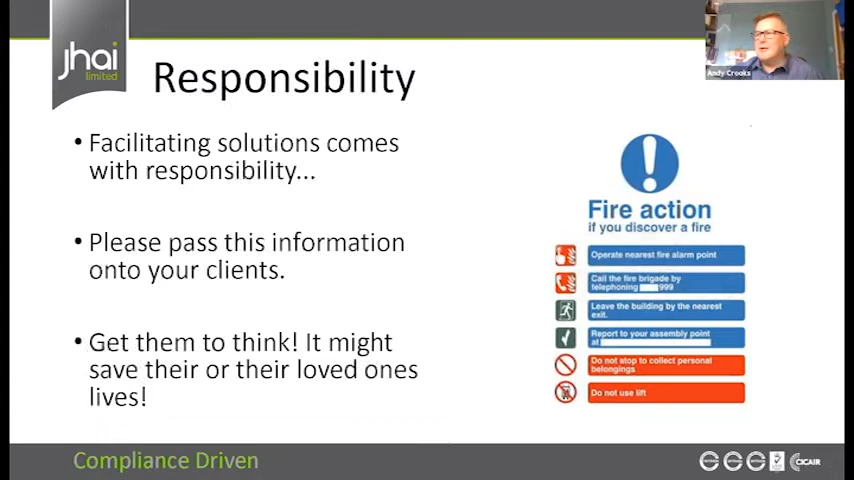 jhai
limited
Responsibility
• Facilitating solutions comes
with responsibility...
• Please pass this information
onto your clients.
• Get them to think! It might
save their or their loved ones
lives!
Andy Crooks
Fire action
if you discover a fire
Operate nearest fire alarm point
Call the fire brigade by
telephoning 999
Leave the building by the nearest
exit.
Report to your assembly point
at
Do not stop to collect personal
belongings
Do not use lift
Compliance Driven
CICAIR